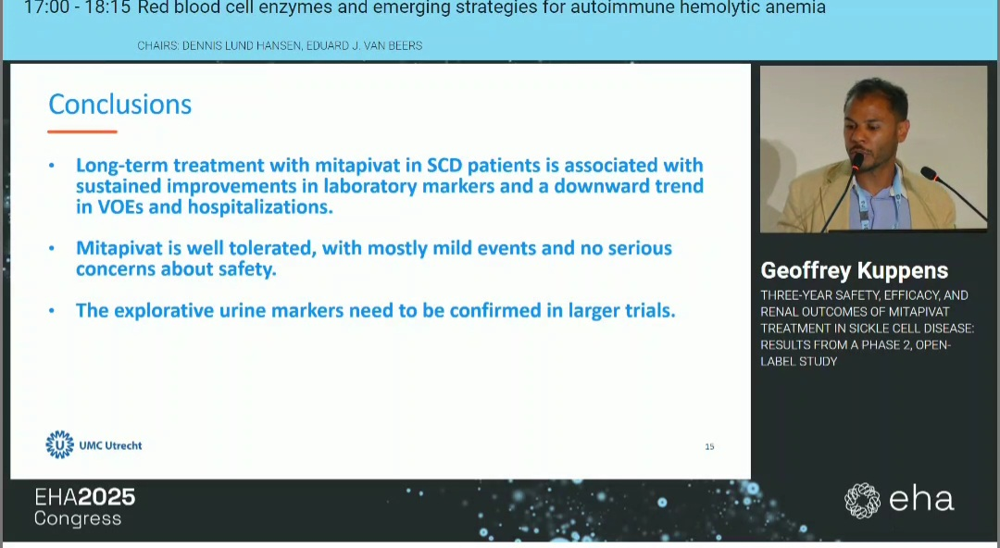 17:00 - 18:15 Red blood cell enzymes and emerging strategies for autoimmune hemolytic anemia
CHAIRS: DENNIS LUND HANSEN, EDUARD J. VAN BEERS
Conclusions
• Long-term treatment with mitapivat in SCD patients is associated with
sustained improvements in laboratory markers and a downward trend
in VOEs and hospitalizations.
• Mitapivat is well tolerated, with mostly mild events and no serious
concerns about safety.
• The explorative urine markers need to be confirmed in larger trials.
UMC Utrecht
15
Geoffrey Kuppens
THREE-YEAR SAFETY, EFFICACY, AND
RENAL OUTCOMES OF MITAPIVAT
TREATMENT IN SICKLE CELL DISEASE:
RESULTS FROM A PHASE 2, OPEN-
LABEL STUDY
EHA2025
Congress
eha